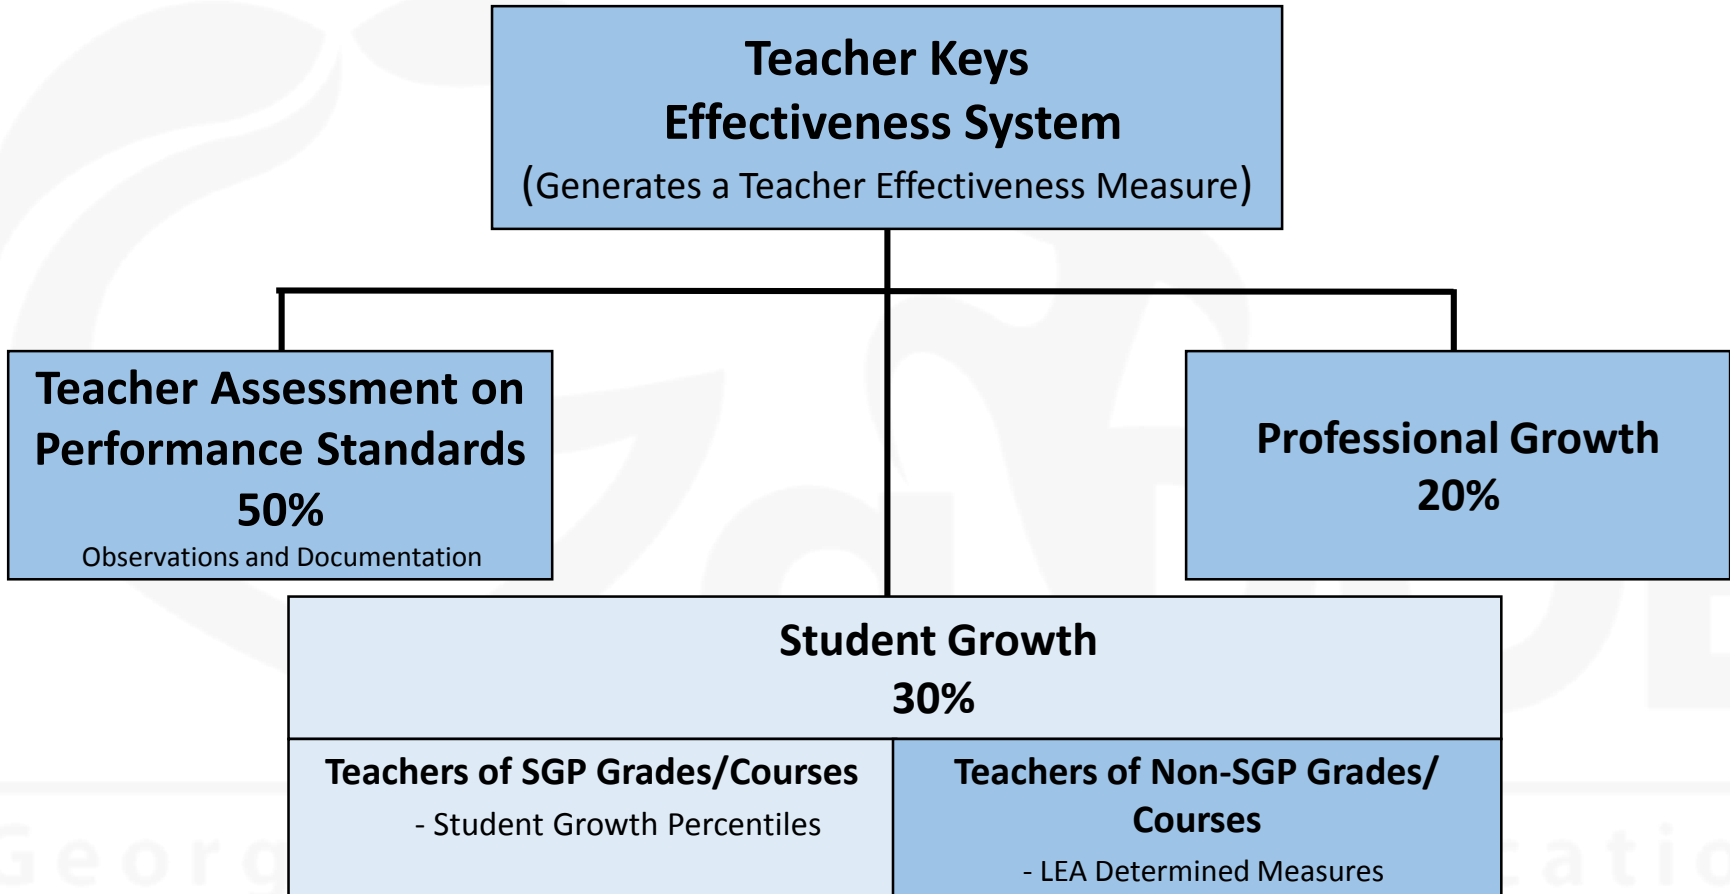 Teacher Keys
Effectiveness System
(Generates a Teacher Effectiveness Measure)
Teacher Assessment on
Performance Standards
50%
Observations and Documentation
Professional Growth
20%
Student Growth
30%
Teachers of SGP Grades/Courses
- Student Growth Percentiles
Teachers of Non-SGP Grades/
Courses
- LEA Determined Measures